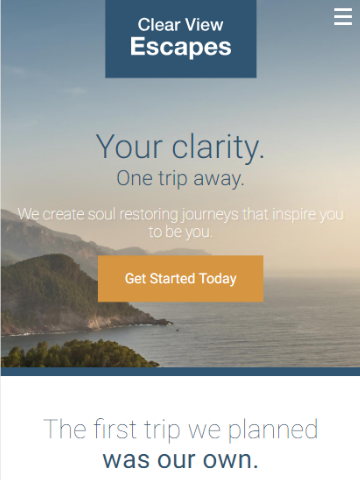 Clear View
Escapes
Your clarity.
One trip away.
We create soul restoring journeys that inspire you
to be you.
Get Started Today
The first trip we planned
was our own.